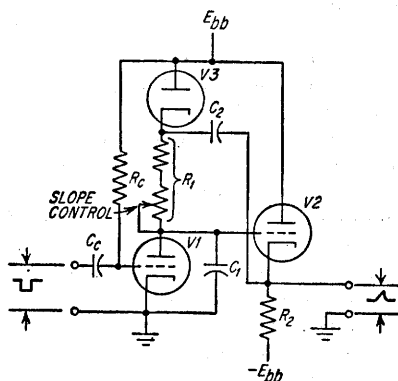 Ebb
V3
C2
Rc
R1
SLOPE
CONTROL
V2
V1
Cc
C1
R2
-Ebb